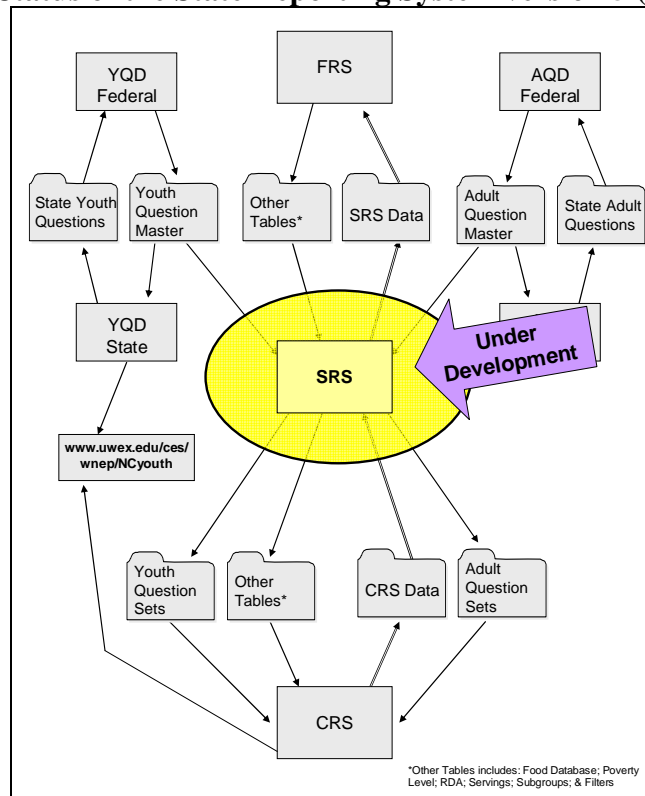 YQD
Federal
FRS
AQD
Federal
State Youth
Questions
Youth
Question
Master
Other
Tables*
SRS Data
Adult
Question
Master
State Adult
Questions
YQD
State
Under
Development
SRS
www.uwex.edu/ces/
wnep/NCyouth
Youth
Question
Sets
Other
Tables*
CRS Data
Adult
Question
Sets
CRS
*Other Tables includes: Food Database; Poverty
Level; RDA; Servings; Subgroups; & Filters